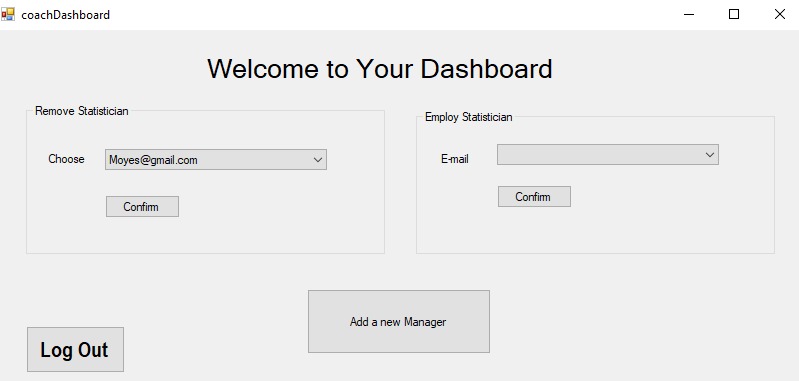 coachDashboard
Welcome to Your Dashboard
Remove Statistician
Choose
Moyes@gmail.com
Confirm
Employ Statistician
E-mail
Confirm
Add a new Manager
Log Out